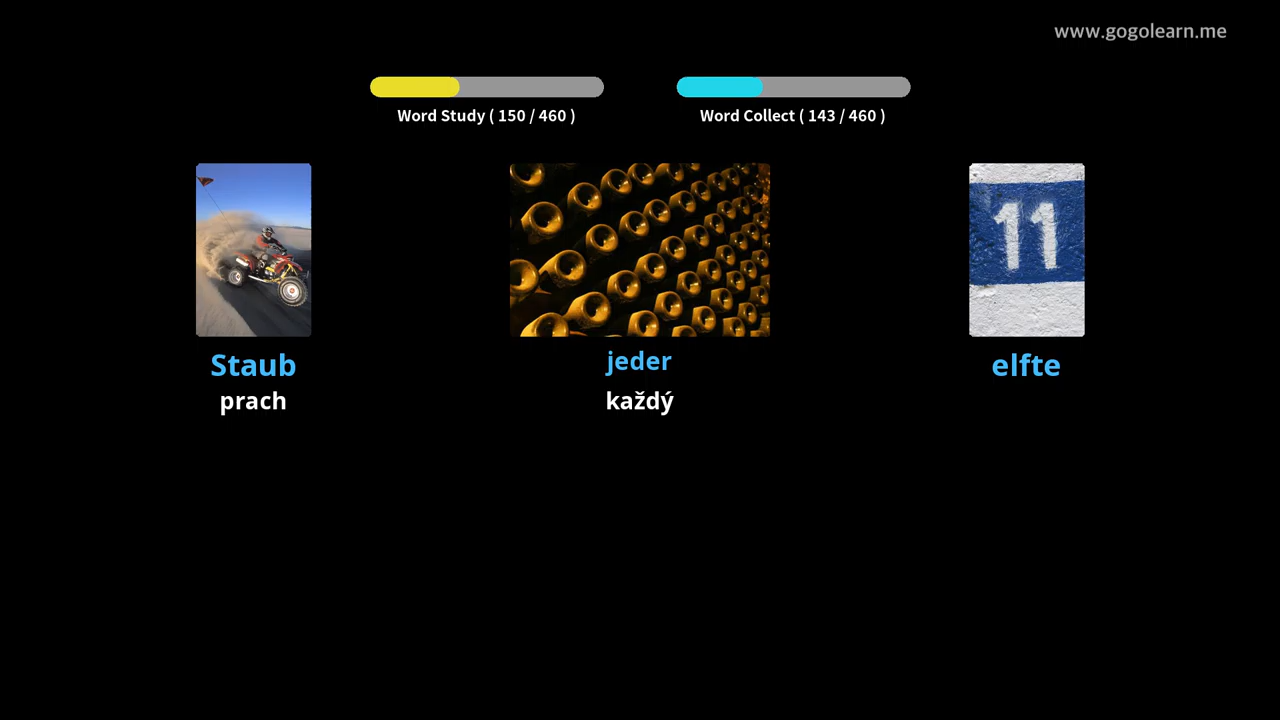 www.gogolearn.me
Word Study ( 150 / 460 )
Word Collect ( 143 / 460 )
11
Staub
prach
jeder
každý
elfte